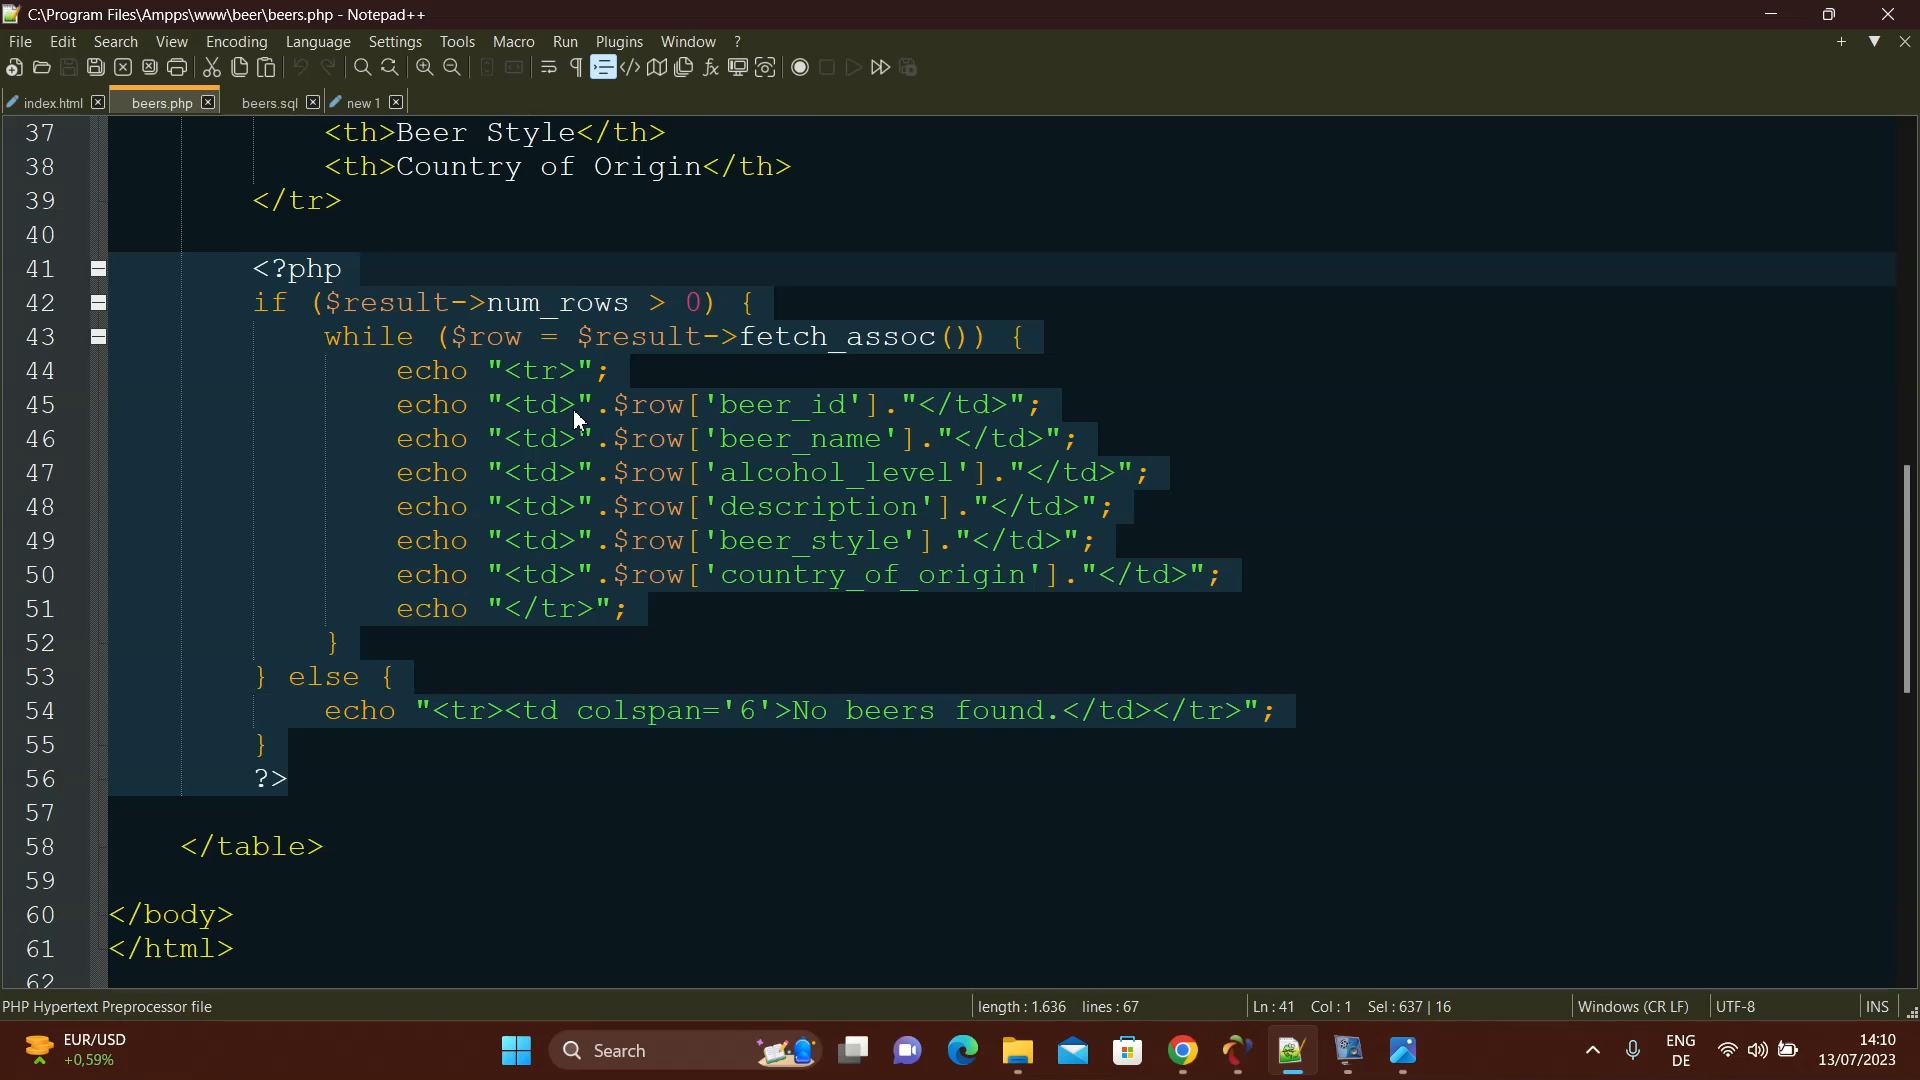 C:\Program Files\Ampps\www\beer\beers.php - Notepad++
File Edit Search View Encoding Language Settings Tools Macro Run Plugins Window ?
index.html beers.php beers.sql new 1
37 <th>Beer Style</th>
38 <th>Country of Origin</th>
39 </tr>
40
41 <?php
42 if ($result->num_rows > 0) {
43 while ($row = $result->fetch_assoc()) {
44 echo "<tr>";
45 echo "<td>".$row['beer_id']."</td>";
46 echo "<td>".$row['beer_name']."</td>";
47 echo "<td>".$row['alcohol_level']."</td>";
48 echo "<td>".$row['description']."</td>";
49 echo "<td>".$row['beer_style']."</td>";
50 echo "<td>".$row['country_of_origin']."</td>";
51 echo "</tr>";
52 }
53 } else {
54 echo "<tr><td colspan='6'>No beers found.</td></tr>";
55 }
56 ?>
57
58 </table>
59
60 </body>
61 </html>
62
PHP Hypertext Preprocessor file length : 1.636 lines : 67 Ln : 41 Col : 1 Sel : 637 | 16 Windows (CR LF) UTF-8 INS
EUR/USD
+0,59%
Search
ENG
DE
14:10
13/07/2023